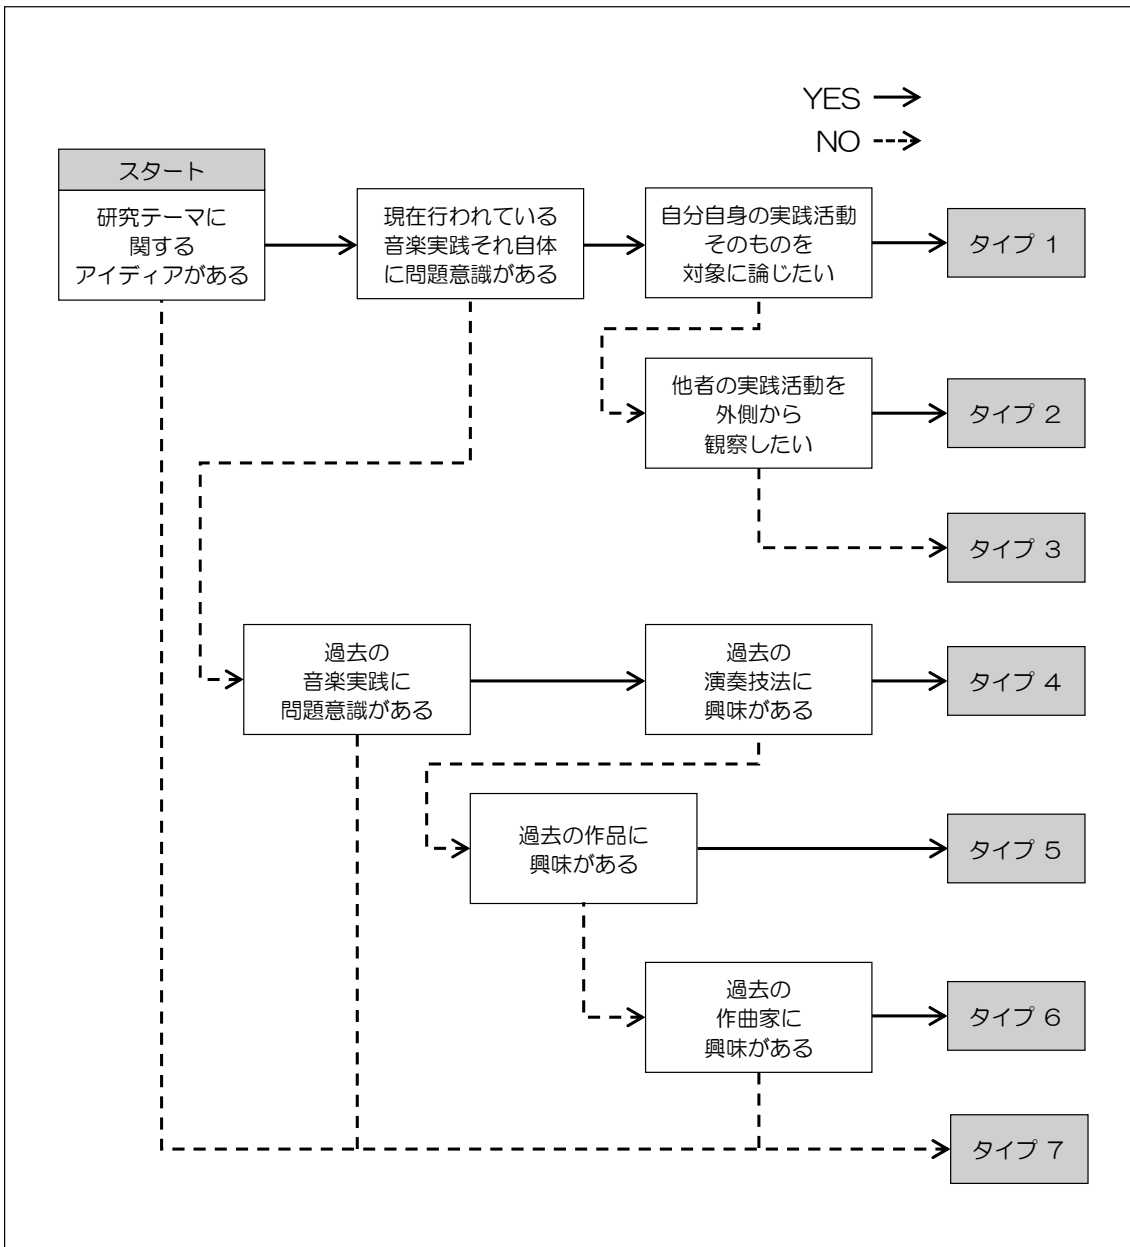 YES
NO
スタート
研究テーマに
関する
アイディアがある
現在行われている
音楽実践それ自体
に問題意識がある
自分自身の実践活動
そのものを
対象に論じたい
タイプ 1
他者の実践活動を
外側から
観察したい
タイプ 2
タイプ 3
過去の
音楽実践に
問題意識がある
過去の
演奏技法に
興味がある
タイプ 4
過去の作品に
興味がある
タイプ 5
過去の
作曲家に
興味がある
タイプ 6
タイプ 7